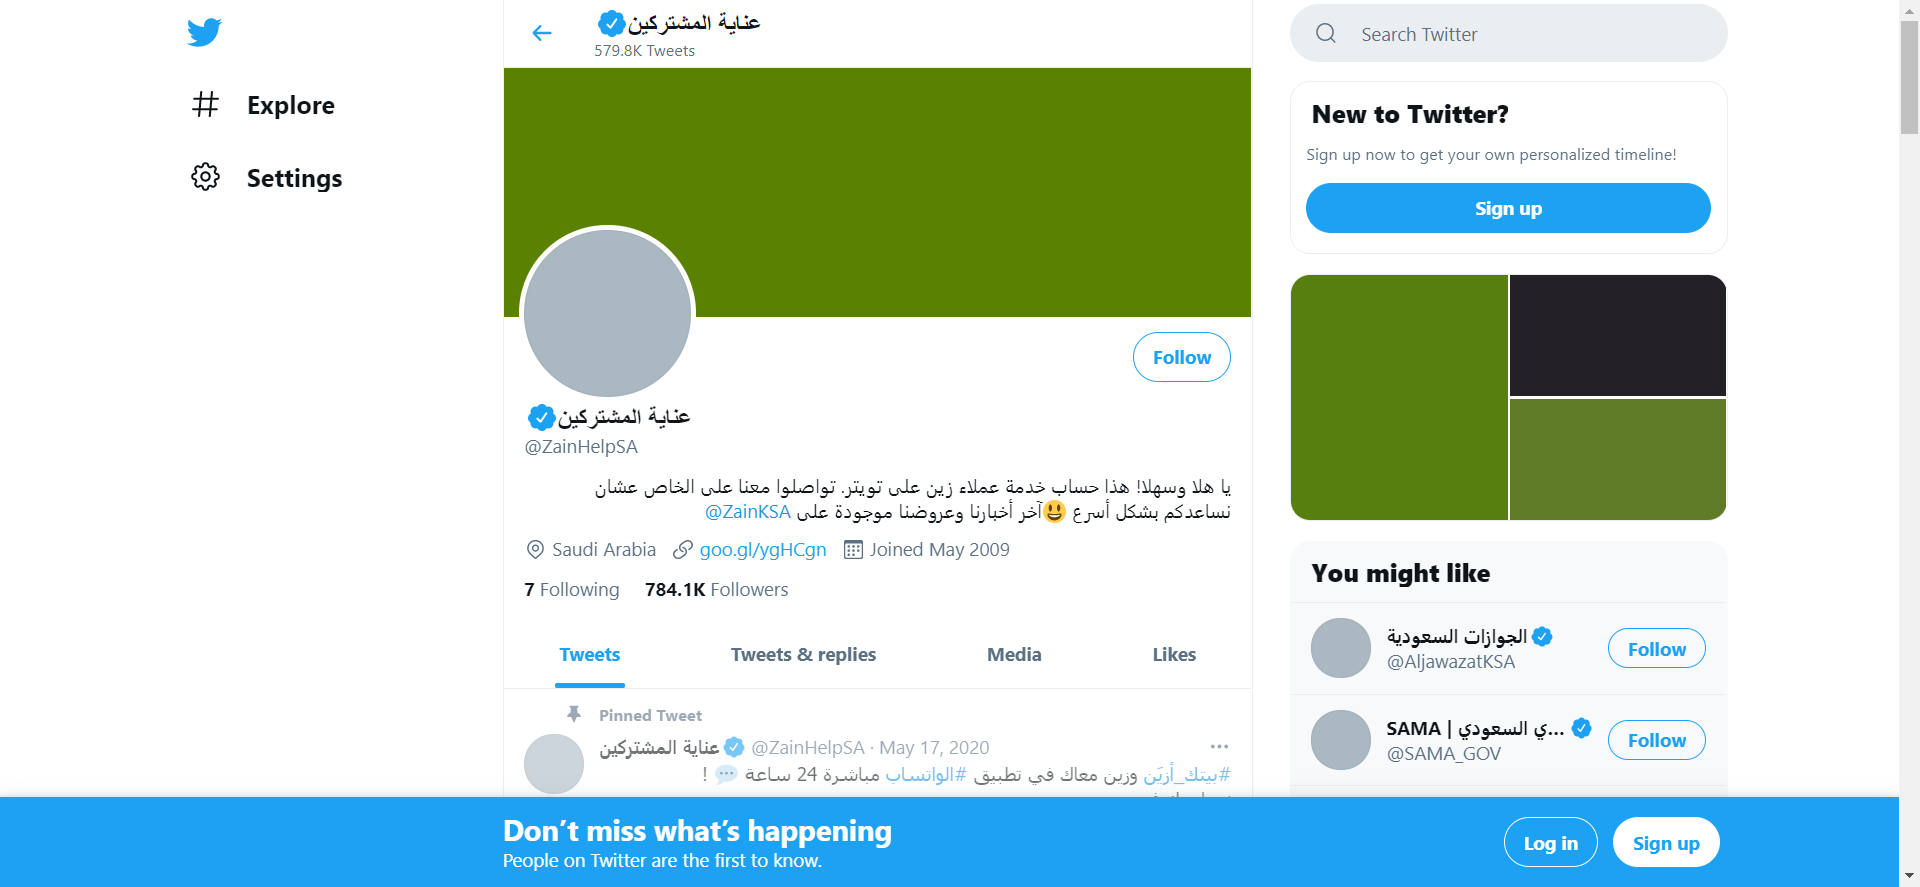 Explore
Settings
عناية المشتركين
579.8K Tweets
Follow
عناية المشتركين
@ZainHelpSA
يا هلا وسهلا! هذا حساب خدمة عملاء زين على تويتر. تواصلوا معنا على الخاص عشان
نساعدكم بشكل أسرع 😃آخر أخبارنا وعروضنا موجودة على @ZainKSA
Saudi Arabia goo.gl/ygHCgn Joined May 2009
7 Following 784.1K Followers
Tweets Tweets & replies Media Likes
Pinned Tweet
عناية المشتركين @ZainHelpSA · May 17, 2020
#بيتك_أزيَن وزين معاك في تطبيق #الواتساب مباشرة 24 ساعة 💬 !
Search Twitter
New to Twitter?
Sign up now to get your own personalized timeline!
Sign up
You might like
الجوازات السعودية
@AljawazatKSA
Follow
SAMA | ي السعودي...
@SAMA_GOV
Follow
Don’t miss what’s happening
People on Twitter are the first to know.
Log in
Sign up